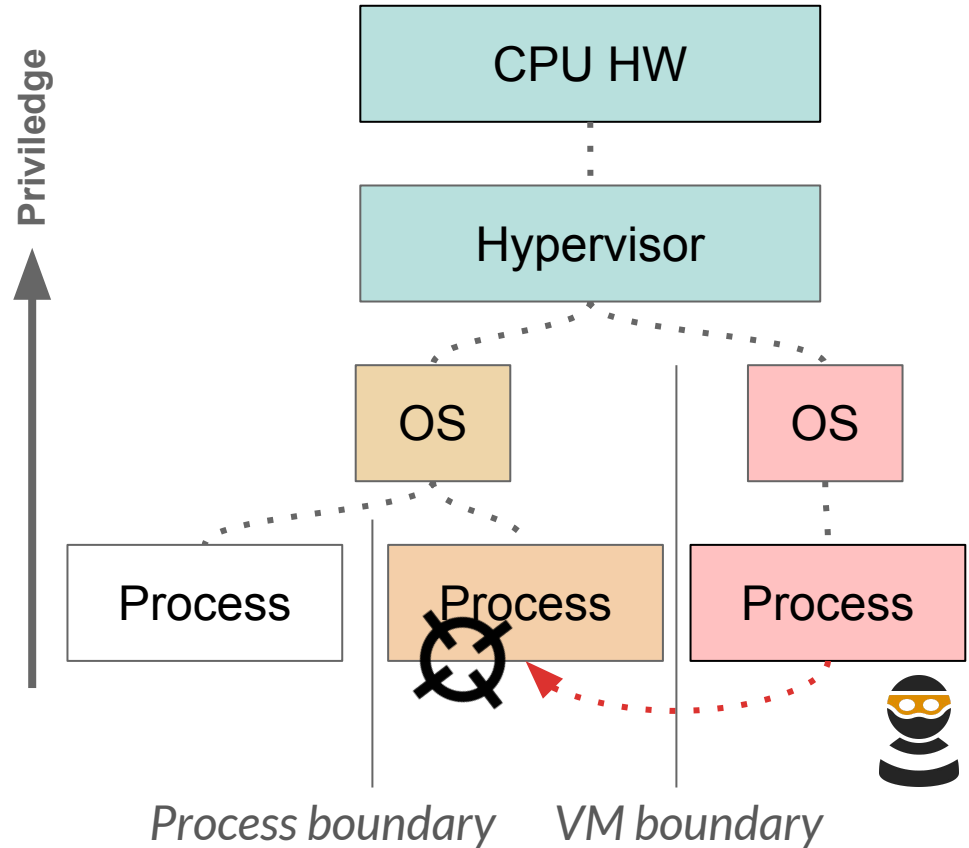 CPU HW
Priviledge
Hypervisor
OS
OS
Process
Process
Process
Process boundary
VM boundary